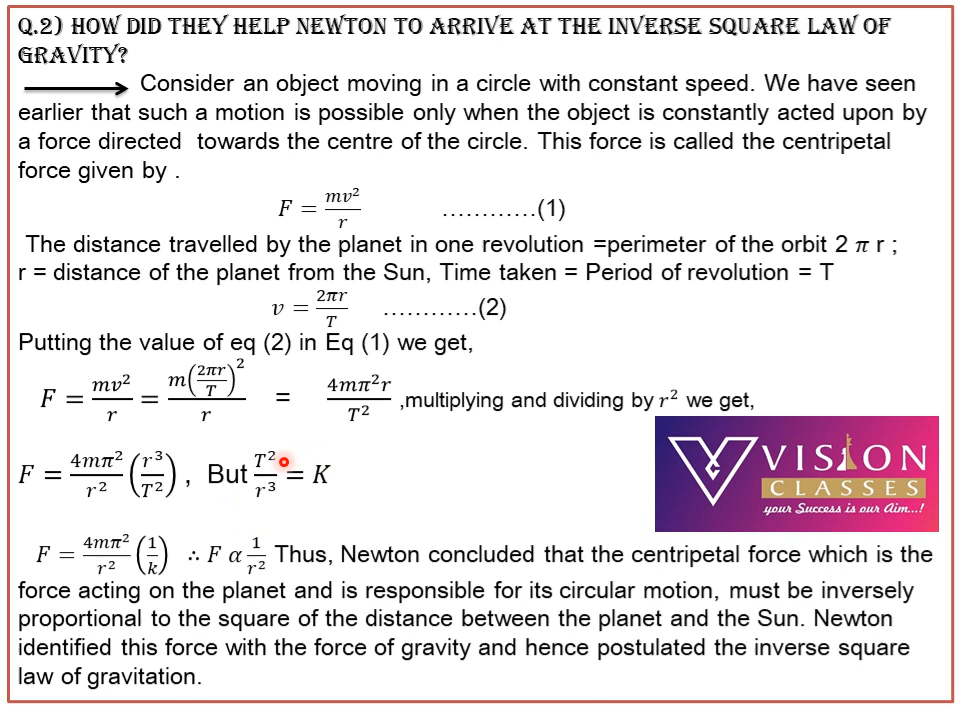 Q.2) HOW DID THEY HELP NEWTON TO ARRIVE AT THE INVERSE SQUARE LAW OF
GRAVITY?
Consider an object moving in a circle with constant speed. We have seen
earlier that such a motion is possible only when the object is constantly acted upon by
a force directed towards the centre of the circle. This force is called the centripetal
force given by .
F = mv²/r …………(1)
The distance travelled by the planet in one revolution =perimeter of the orbit 2 π r ;
r = distance of the planet from the Sun, Time taken = Period of revolution = T
v = 2πr/T …………(2)
Putting the value of eq (2) in Eq (1) we get,
F = mv²/r = m(2πr/T)²/r = 4mπ²r/T² ,multiplying and dividing by r² we get,
F = 4mπ²/r² (r³/T²) , But T²/r³ = K
VISION
CLASSES
your Success is our Aim...!
F = 4mπ²/r² (1/k) ∴ F α 1/r² Thus, Newton concluded that the centripetal force which is the
force acting on the planet and is responsible for its circular motion, must be inversely
proportional to the square of the distance between the planet and the Sun. Newton
identified this force with the force of gravity and hence postulated the inverse square
law of gravitation.